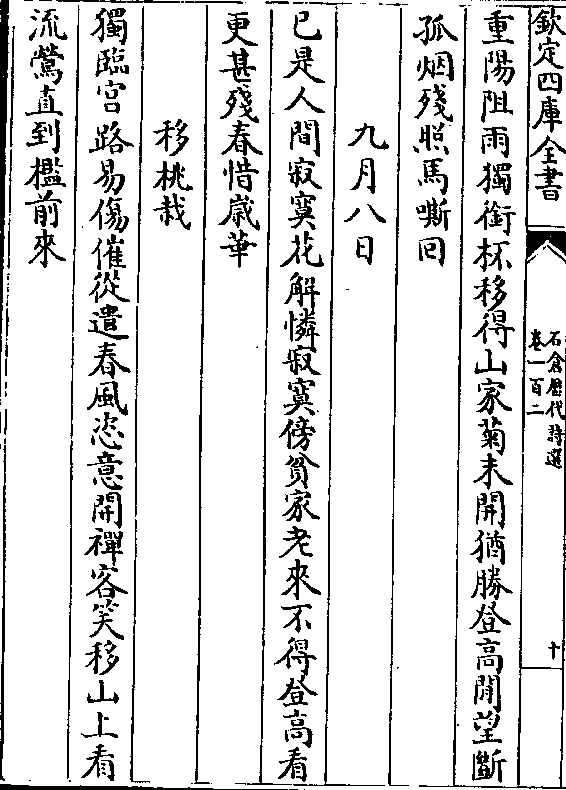 欽定四庫全書
石倉歷代詩選
卷一百二
十
重陽阻雨獨銜杯移得山家菊未開猶勝登高閒望斷
孤烟殘照馬嘶回
九月八日
已是人間寂寞花解憐寂寞傍貧家老來不得登高看
更甚殘春惜歲華
移桃栽
獨臨官路易傷催從遣春風恣意開禪客笑移山上看
流鶯直到檻前來